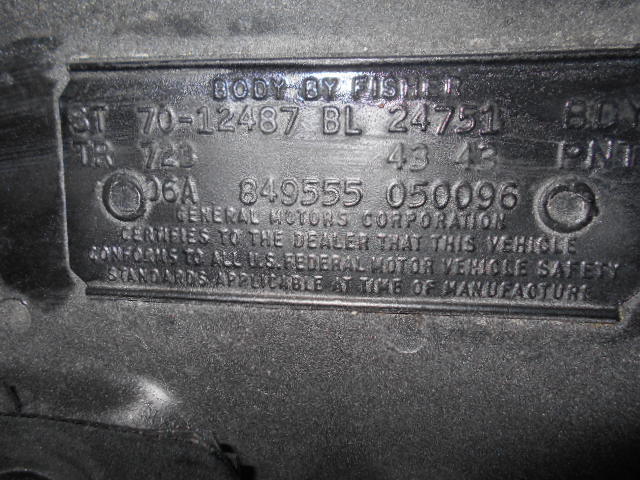 BODY BY FISHER
ST 70-12487 BL 24751 BDY
TR 723 43 43 PNT
06A 849555 050096
GENERAL MOTORS CORPORATION
CERTIFIES TO THE DEALER THAT THIS VEHICLE
CONFORMS TO ALL U.S. FEDERAL MOTOR VEHICLE SAFETY
STANDARDS APPLICABLE AT TIME OF MANUFACTURE